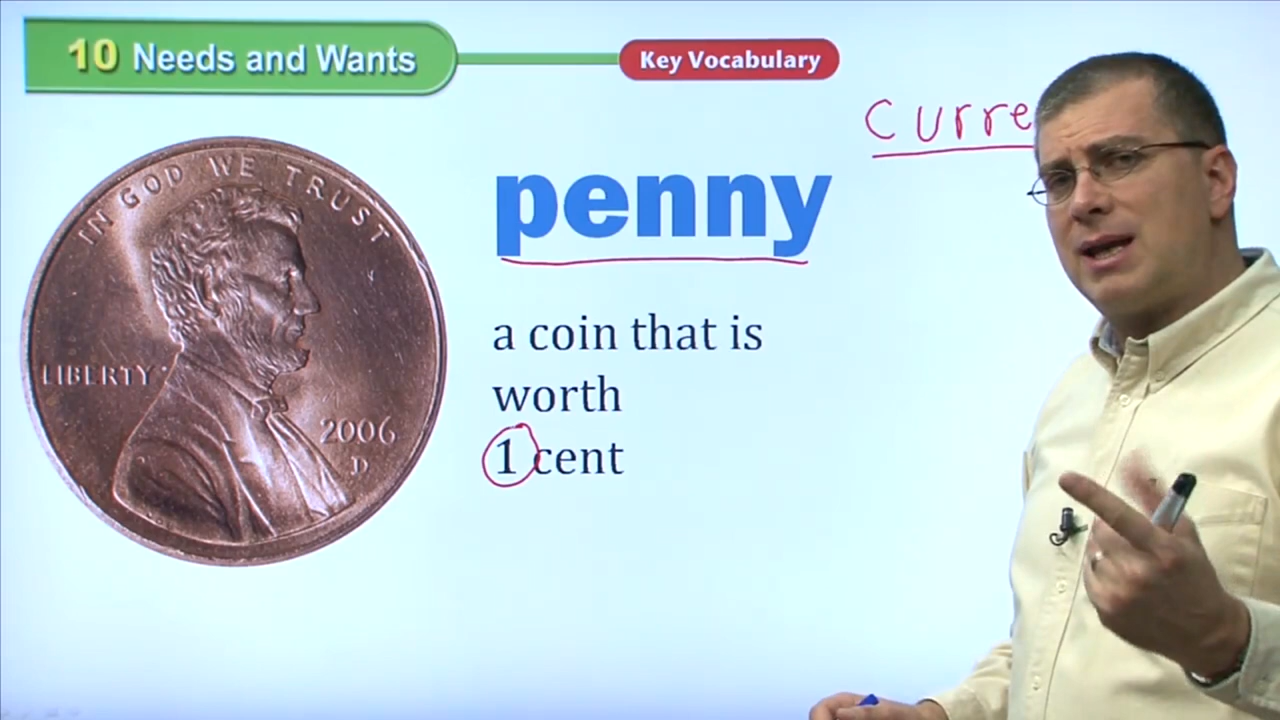 10 Needs and Wants
Key Vocabulary
curre
IN GOD WE TRUST
LIBERTY
2006
D
penny
a coin that is
worth
1 cent